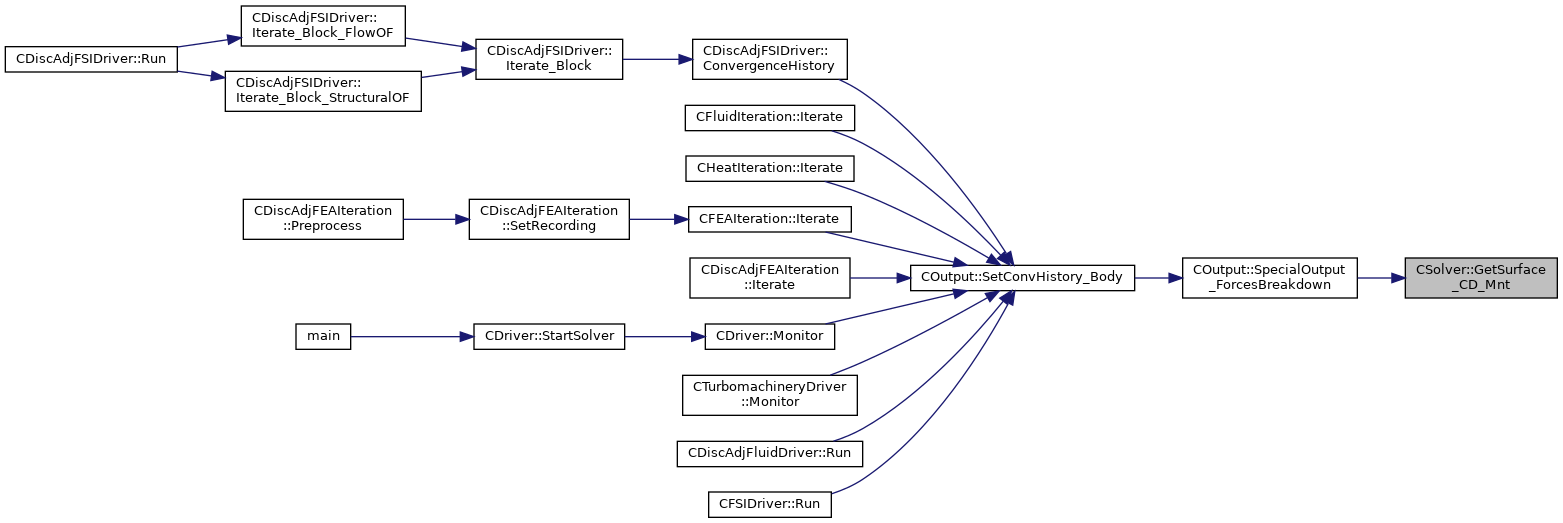 CDiscAdjFSIDriver::Run
CDiscAdjFSIDriver::
Iterate_Block_FlowOF
CDiscAdjFSIDriver::
Iterate_Block_StructuralOF
CDiscAdjFSIDriver::
Iterate_Block
CDiscAdjFSIDriver::
ConvergenceHistory
CFluidIteration::Iterate
CHeatIteration::Iterate
CDiscAdjFEAIteration
::Preprocess
CDiscAdjFEAIteration
::SetRecording
CFEAIteration::Iterate
CDiscAdjFEAIteration
::Iterate
main
CDriver::StartSolver
CDriver::Monitor
CTurbomachineryDriver
::Monitor
CDiscAdjFluidDriver::Run
CFSIDriver::Run
COutput::SetConvHistory_Body
COutput::SpecialOutput
_ForcesBreakdown
CSolver::GetSurface
_CD_Mnt